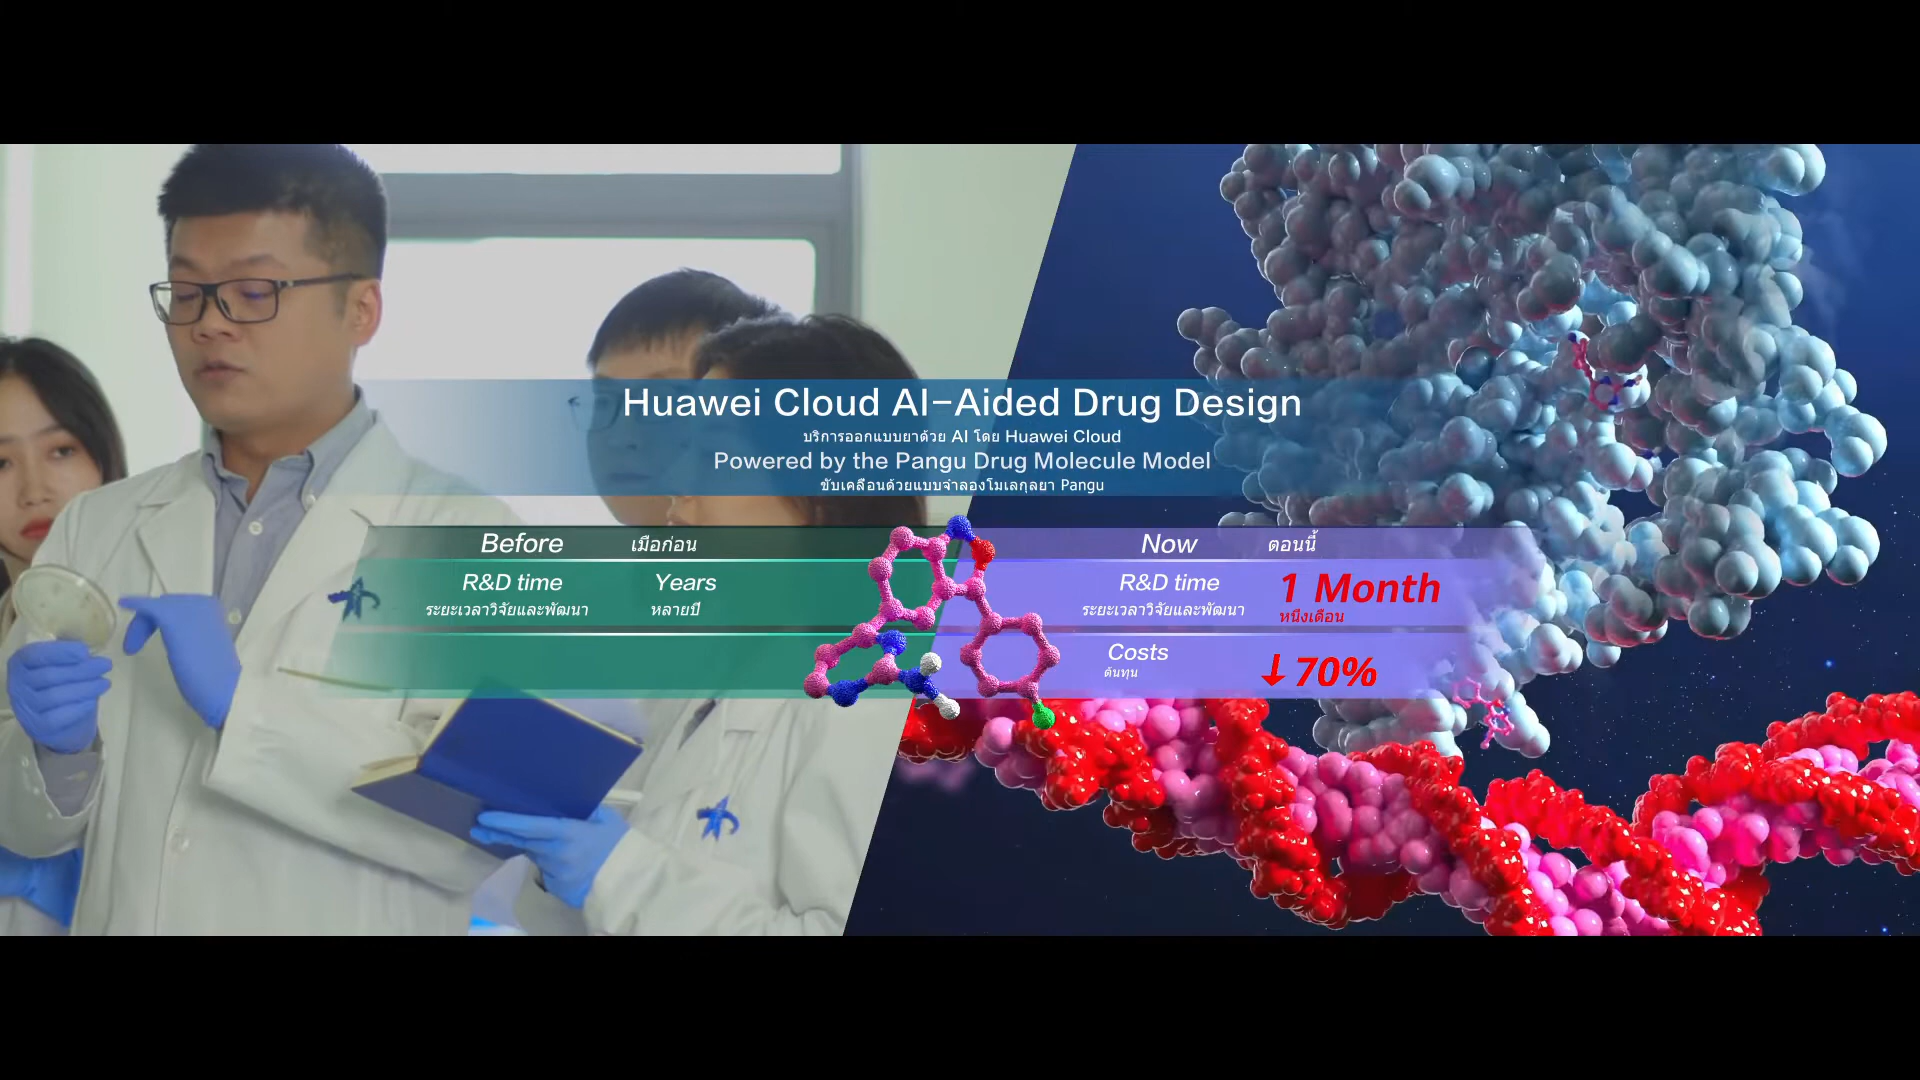 Huawei Cloud AI-Aided Drug Design
บริการออกแบบยาด้วย AI โดย Huawei Cloud
Powered by the Pangu Drug Molecule Model
ขับเคลื่อนด้วยแบบจำลองโมเลกุลยา Pangu
Before เมื่อก่อน
R&D time Years
ระยะเวลาวิจัยและพัฒนา หลายปี
Now ตอนนี้
R&D time 1 Month
ระยะเวลาวิจัยและพัฒนา หนึ่งเดือน
Costs ↓70%
ต้นทุน